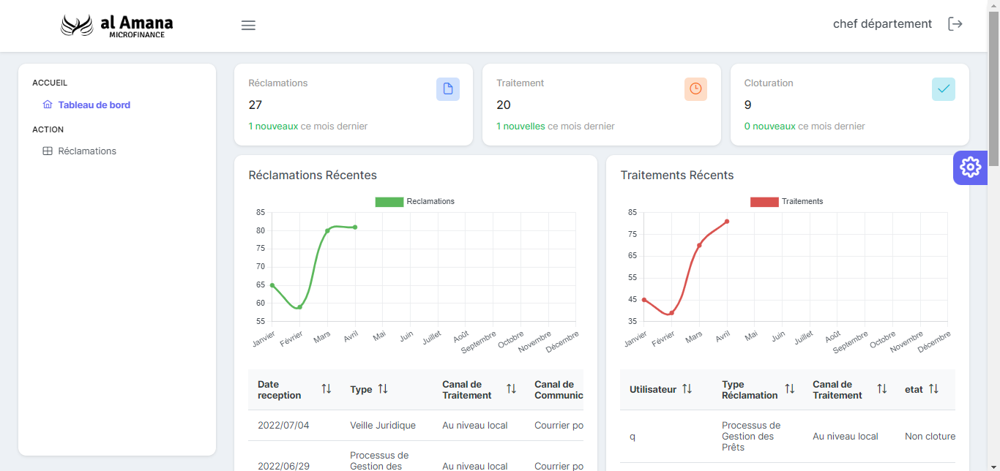 al Amana
MICROFINANCE
chef département
ACCUEIL
Tableau de bord
ACTION
Réclamations
Réclamations
27
1 nouveaux ce mois dernier
Traitement
20
1 nouvelles ce mois dernier
Cloturation
9
0 nouveaux ce mois dernier
Réclamations Récentes
Reclamations
85
80
75
70
65
60
55
Janvier Février Mars Avril Mai Juin Juillet Août Septembre Octobre Novembre Décembre
Date reception Type Canal de Traitement Canal de Communic
2022/07/04 Veille Juridique Au niveau local Courrier po
2022/06/29 Processus de Gestion des Au niveau local Courrier po
Traitements Récents
Traitements
85
75
65
55
45
35
Janvier Février Mars Avril Mai Juin Juillet Août Septembre Octobre Novembre Décembre
Utilisateur Type Réclamation Canal de Traitement etat
q Processus de Gestion des Prêts Au niveau local Non cloture